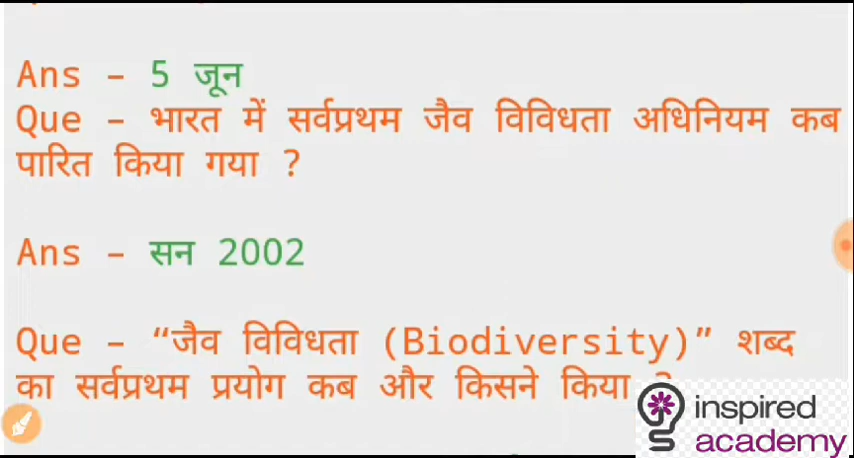 Ans - 5 जून
Que - भारत में सर्वप्रथम जैव विविधता अधिनियम कब
पारित किया गया ?
Ans - सन 2002
Que - “जैव विविधता (Biodiversity)” शब्द
का सर्वप्रथम प्रयोग कब और किसने किया ?
inspired
academy